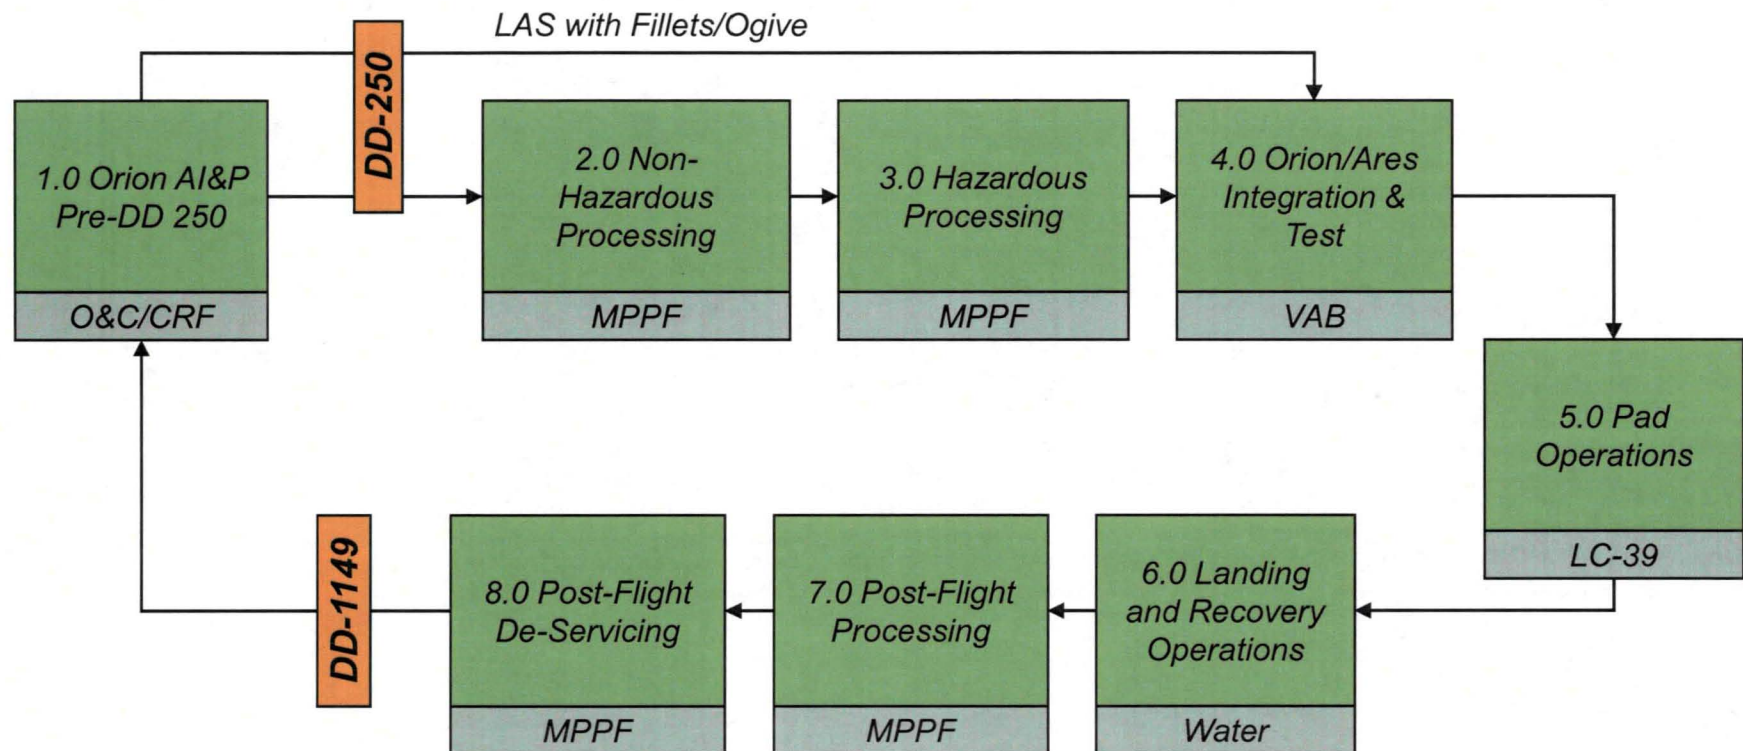 LAS with Fillets/Ogive
DD-250
1.0 Orion AI&P
Pre-DD 250
O&C/CRF
2.0 Non-
Hazardous
Processing
MPPF
3.0 Hazardous
Processing
MPPF
4.0 Orion/Ares
Integration &
Test
VAB
5.0 Pad
Operations
LC-39
6.0 Landing
and Recovery
Operations
Water
7.0 Post-Flight
Processing
MPPF
8.0 Post-Flight
De-Servicing
MPPF
DD-1149